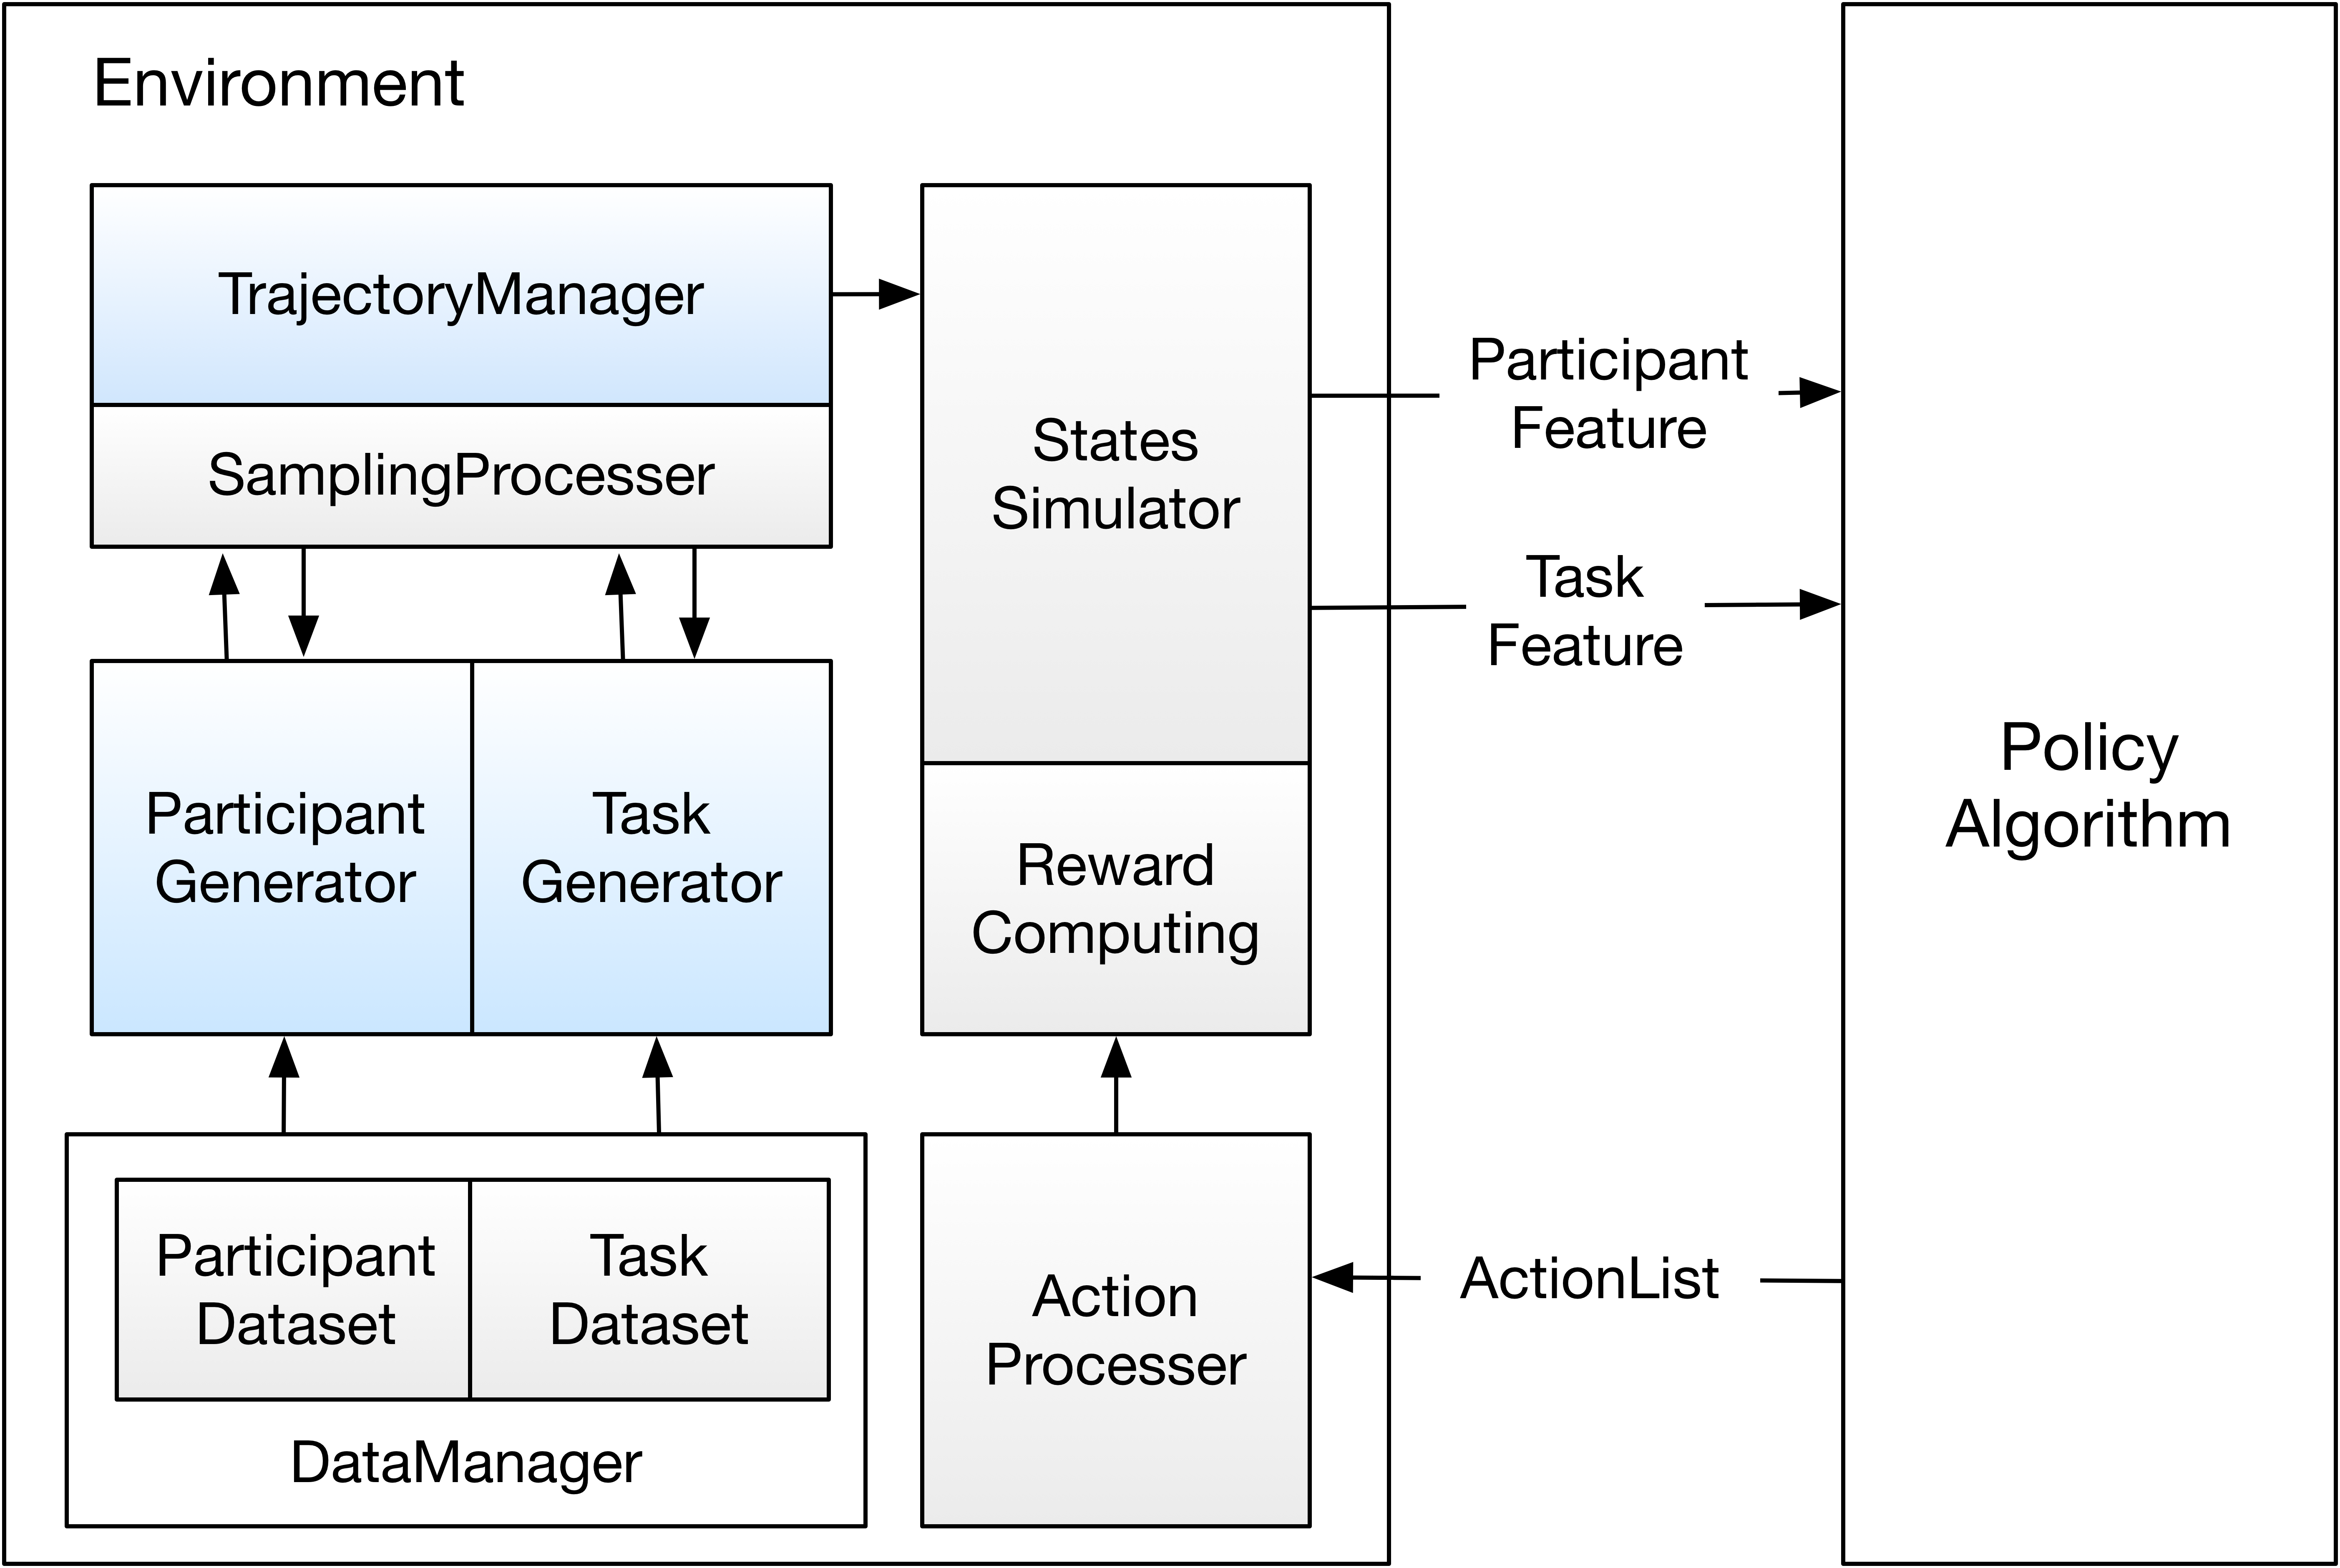 Environment
TrajectoryManager
SamplingProcesser
Participant
Generator
Task
Generator
Participant
Dataset
Task
Dataset
DataManager
States
Simulator
Reward
Computing
Action
Processer
Participant
Feature
Task
Feature
ActionList
Policy
Algorithm